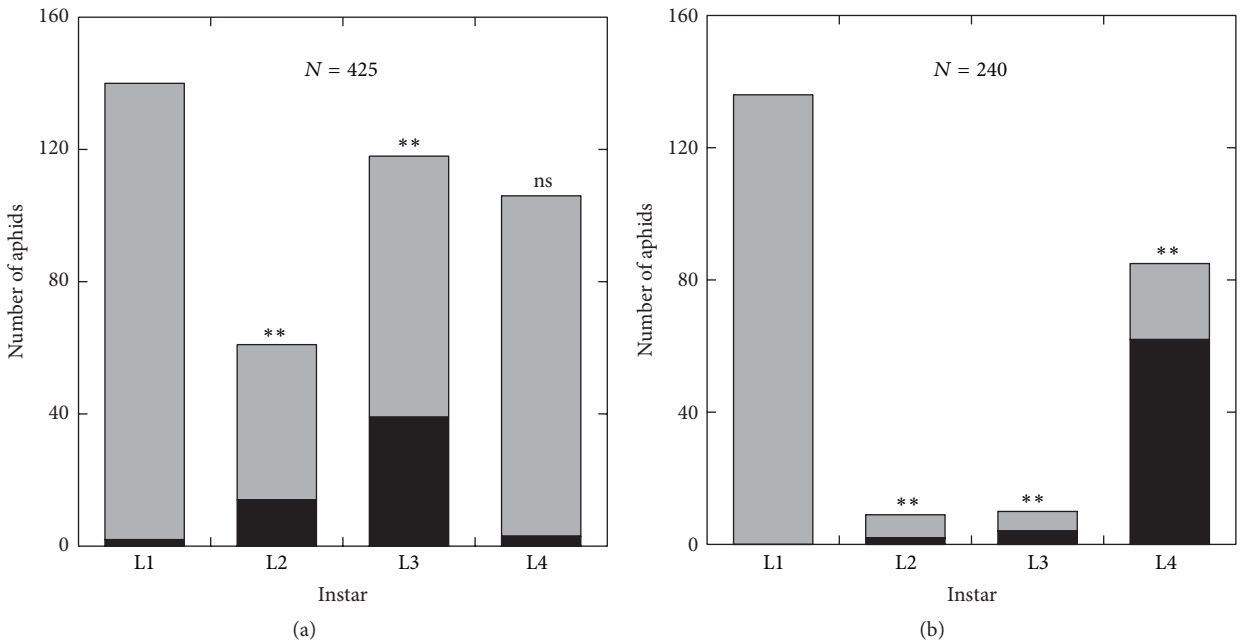 160
120
80
40
0
Number of aphids
N = 425
**
**
ns
L1 L2 L3 L4
Instar
(a)
160
120
80
40
0
Number of aphids
N = 240
**
**
**
L1 L2 L3 L4
Instar
(b)